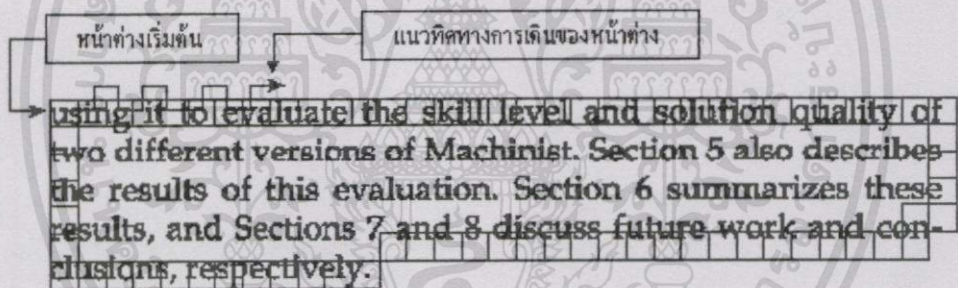 หน้าต่างเริ่มต้น
แนวทิศทางการเดินของหน้าต่าง
using it to evaluate the skill level and solution quality of
two different versions of Machinist. Section 5 also describes
the results of this evaluation. Section 6 summarizes these
results, and Sections 7 and 8 discuss future work and con-
clusions, respectively.